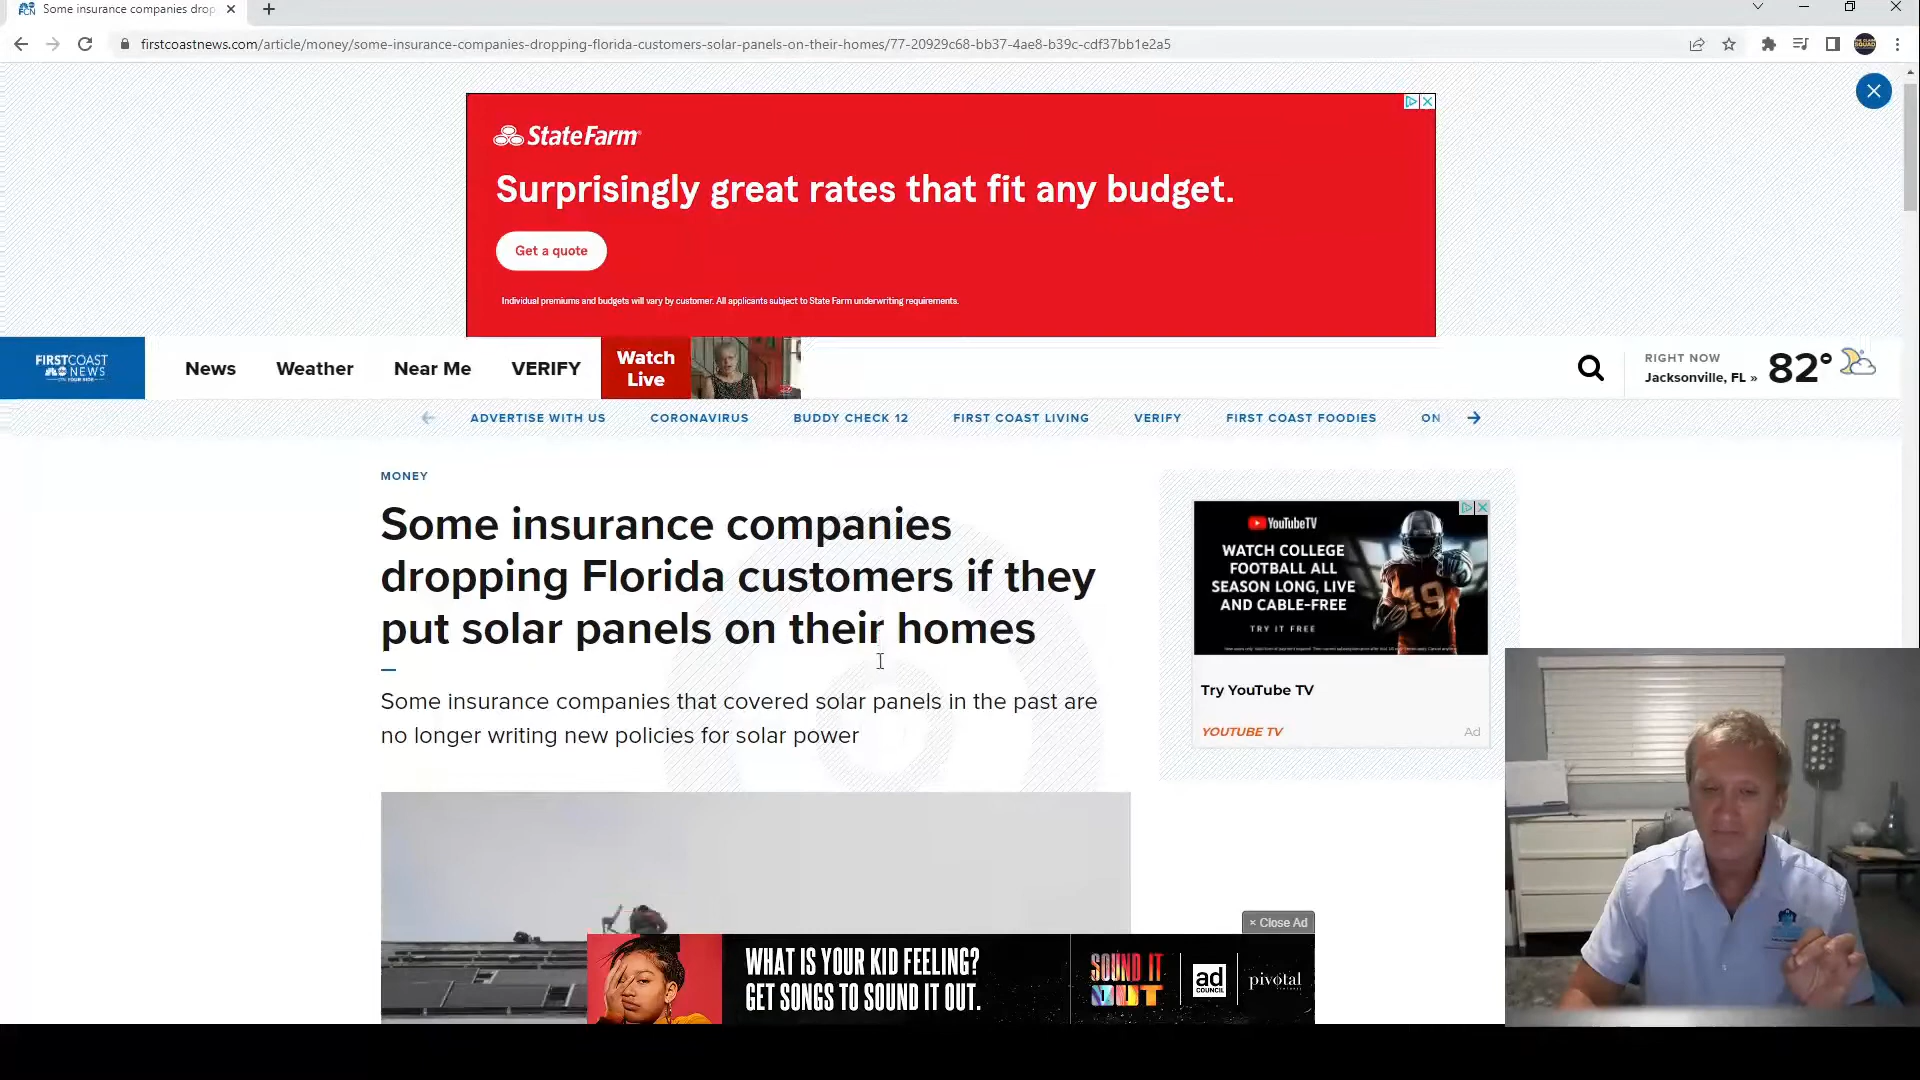 Some insurance companies drop
firstcoastnews.com/article/money/some-insurance-companies-dropping-florida-customers-solar-panels-on-their-homes/77-20929c68-bb37-4ae8-b39c-cdf37bb1e2a5
StateFarm
Surprisingly great rates that fit any budget.
Get a quote
Individual premiums and budgets will vary by customer. All applicants subject to State Farm underwriting requirements.
FIRSTCOAST
NEWS
News
Weather
Near Me
VERIFY
Watch
Live
RIGHT NOW
Jacksonville, FL »
82°
ADVERTISE WITH US
CORONAVIRUS
BUDDY CHECK 12
FIRST COAST LIVING
VERIFY
FIRST COAST FOODIES
ON
MONEY
Some insurance companies
dropping Florida customers if they
put solar panels on their homes
Some insurance companies that covered solar panels in the past are
no longer writing new policies for solar power
YouTubeTV
WATCH COLLEGE
FOOTBALL ALL
SEASON LONG, LIVE
AND CABLE-FREE
TRY IT FREE
19
Try YouTube TV
YOUTUBE TV
Ad
× Close Ad
WHAT IS YOUR KID FEELING?
GET SONGS TO SOUND IT OUT.
SOUND IT
OUT
ad
COUNCIL
pivotal